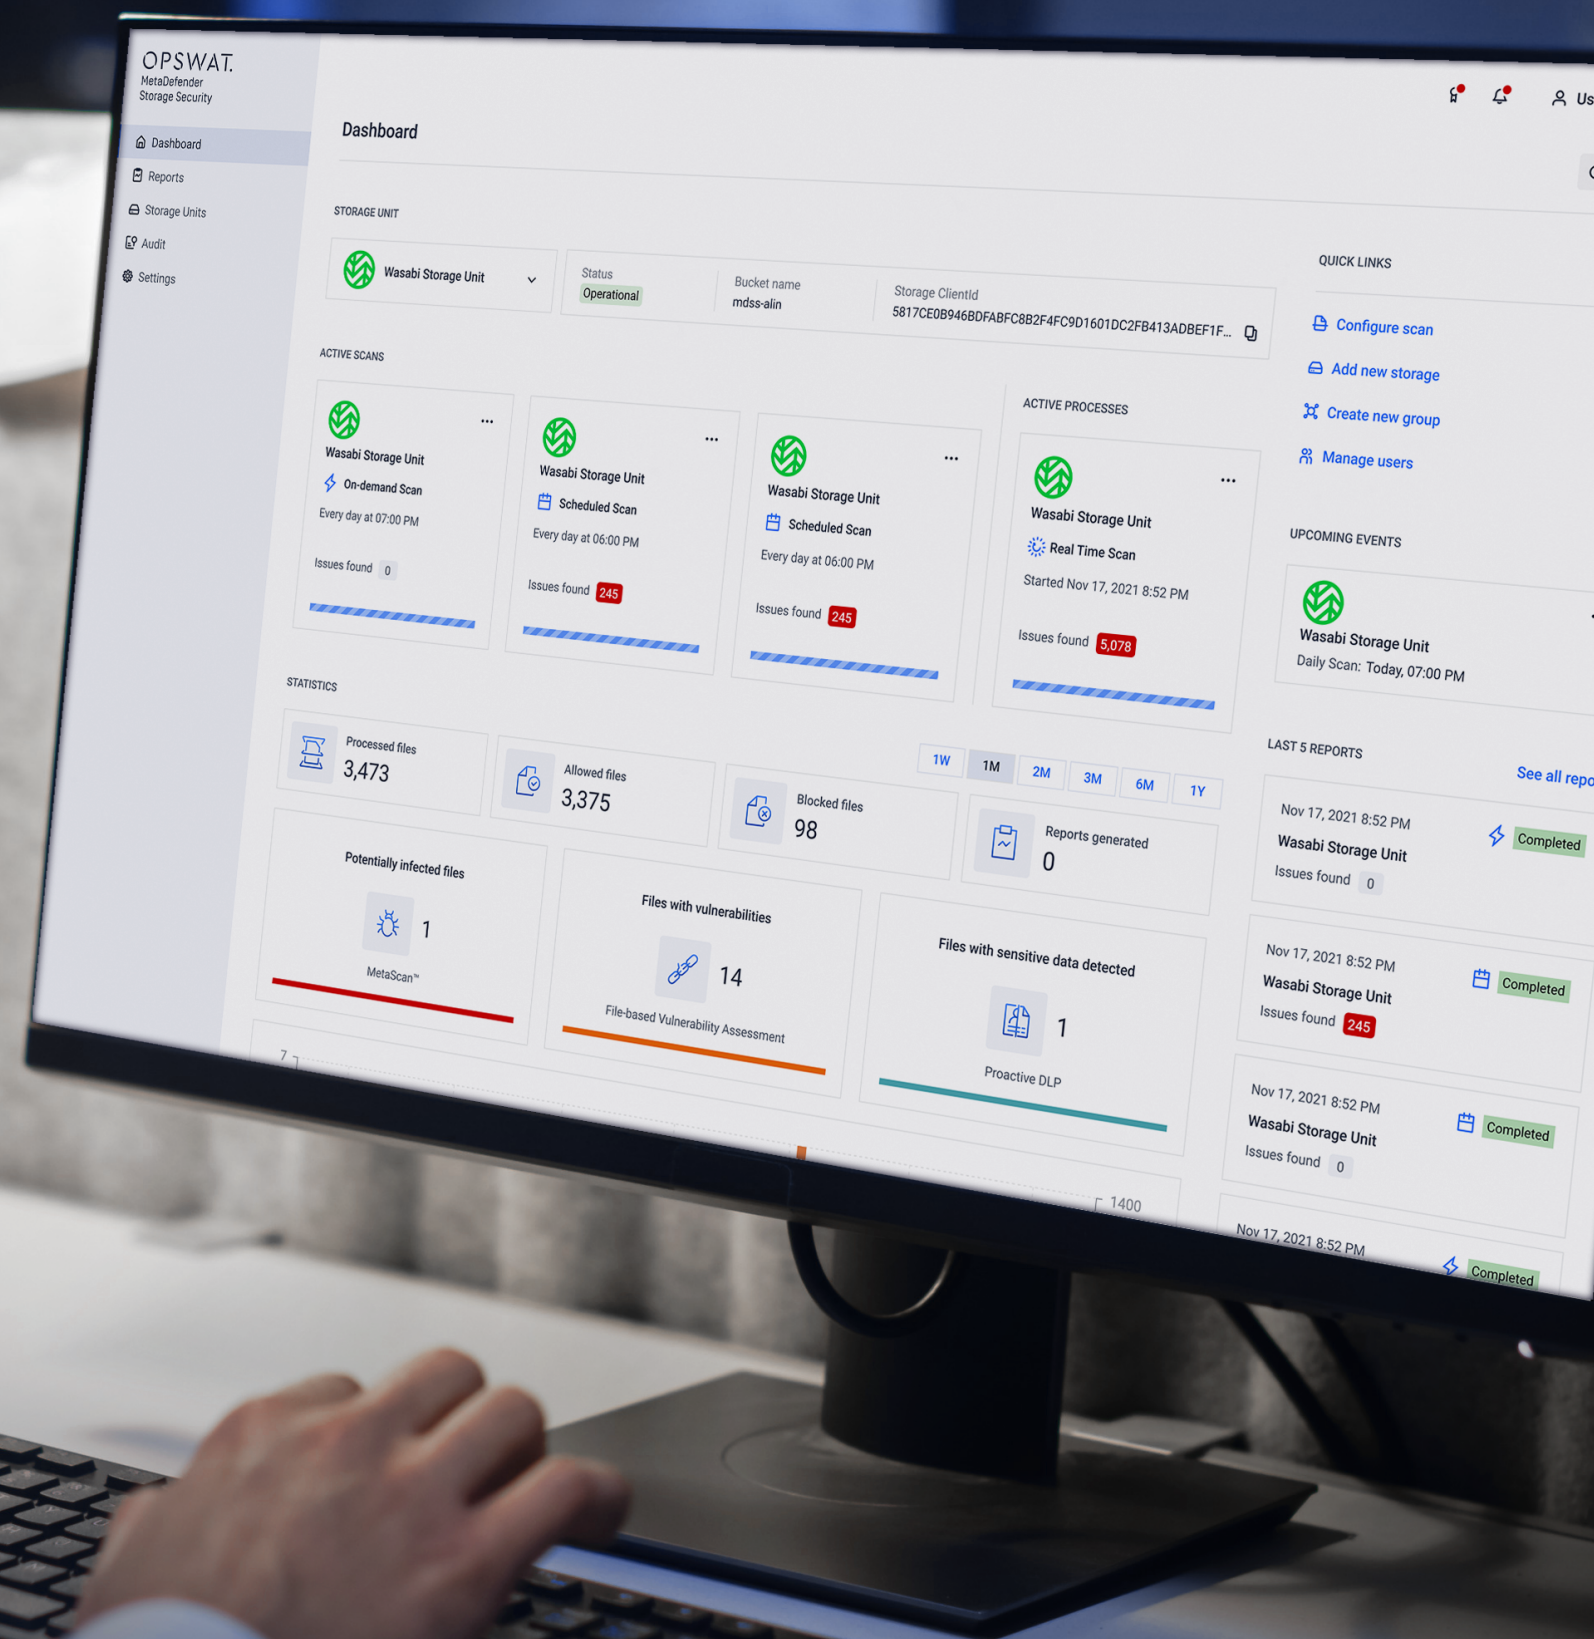 OPSWAT.
MetaDefender
Storage Security
Dashboard
Reports
Storage Units
Audit
Settings
Dashboard
STORAGE UNIT
Wasabi Storage Unit
Status
Operational
Bucket name
mdss-alin
Storage ClientId
5817CE0B946BDFABFC8B2F4FC9D1601DC2FB413ADBEF1F...
ACTIVE SCANS
Wasabi Storage Unit
On-demand Scan
Every day at 07:00 PM
Issues found 0
Wasabi Storage Unit
Scheduled Scan
Every day at 06:00 PM
Issues found 245
Wasabi Storage Unit
Scheduled Scan
Every day at 06:00 PM
Issues found 245
ACTIVE PROCESSES
Wasabi Storage Unit
Real Time Scan
Started Nov 17, 2021 8:52 PM
Issues found 5,078
STATISTICS
1W 1M 2M 3M 6M 1Y
Processed files
3,473
Allowed files
3,375
Blocked files
98
Reports generated
0
Potentially infected files
1
MetaScan™
Files with vulnerabilities
14
File-based Vulnerability Assessment
Files with sensitive data detected
1
Proactive DLP
7
1400
Us
QUICK LINKS
Configure scan
Add new storage
Create new group
Manage users
UPCOMING EVENTS
Wasabi Storage Unit
Daily Scan: Today, 07:00 PM
LAST 5 REPORTS
See all repo
Nov 17, 2021 8:52 PM
Wasabi Storage Unit
Completed
Issues found 0
Nov 17, 2021 8:52 PM
Wasabi Storage Unit
Completed
Issues found 245
Nov 17, 2021 8:52 PM
Wasabi Storage Unit
Completed
Issues found 0
Nov 17, 2021 8:52 PM
Completed